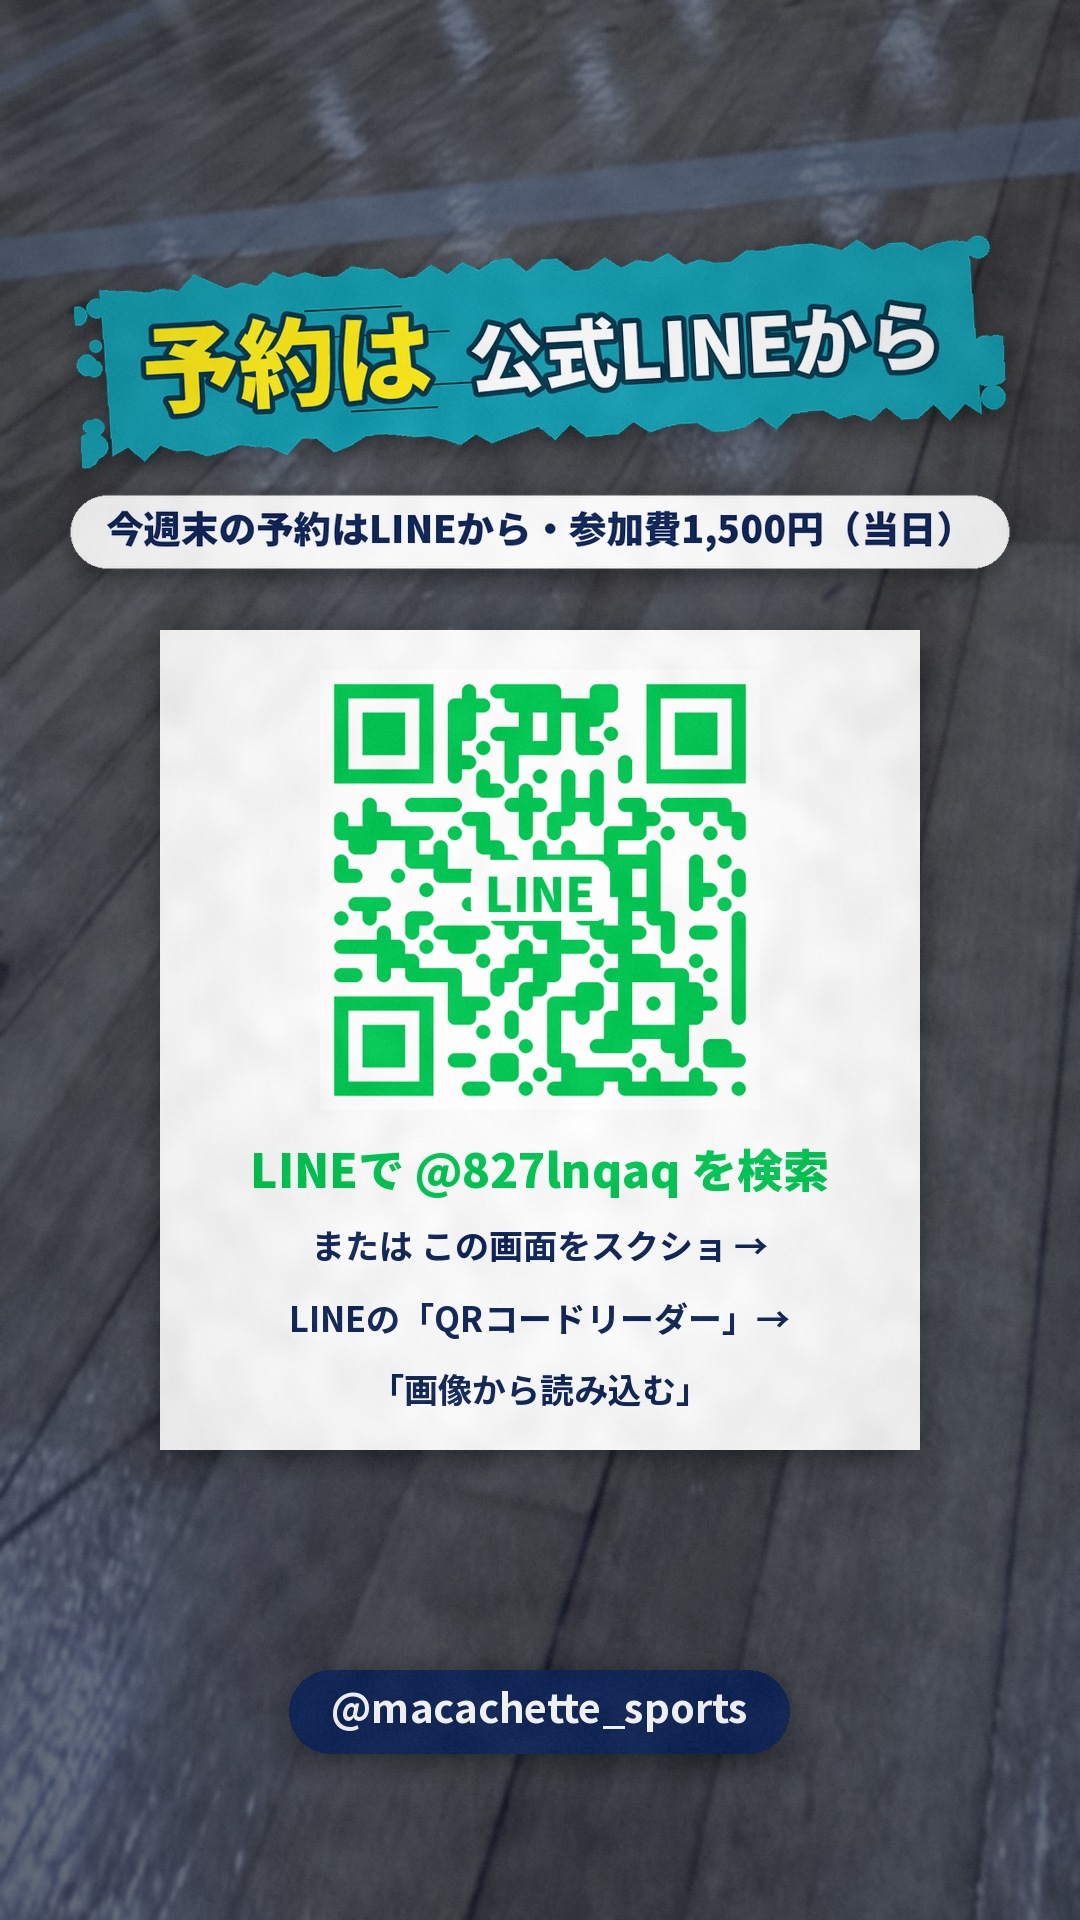 予約は 公式LINEから
今週末の予約はLINEから・参加費1,500円（当日）
LINE
LINEで @827lnqaq を検索
または この画面をスクショ →
LINEの「QRコードリーダー」→
「画像から読み込む」
@macachette_sports